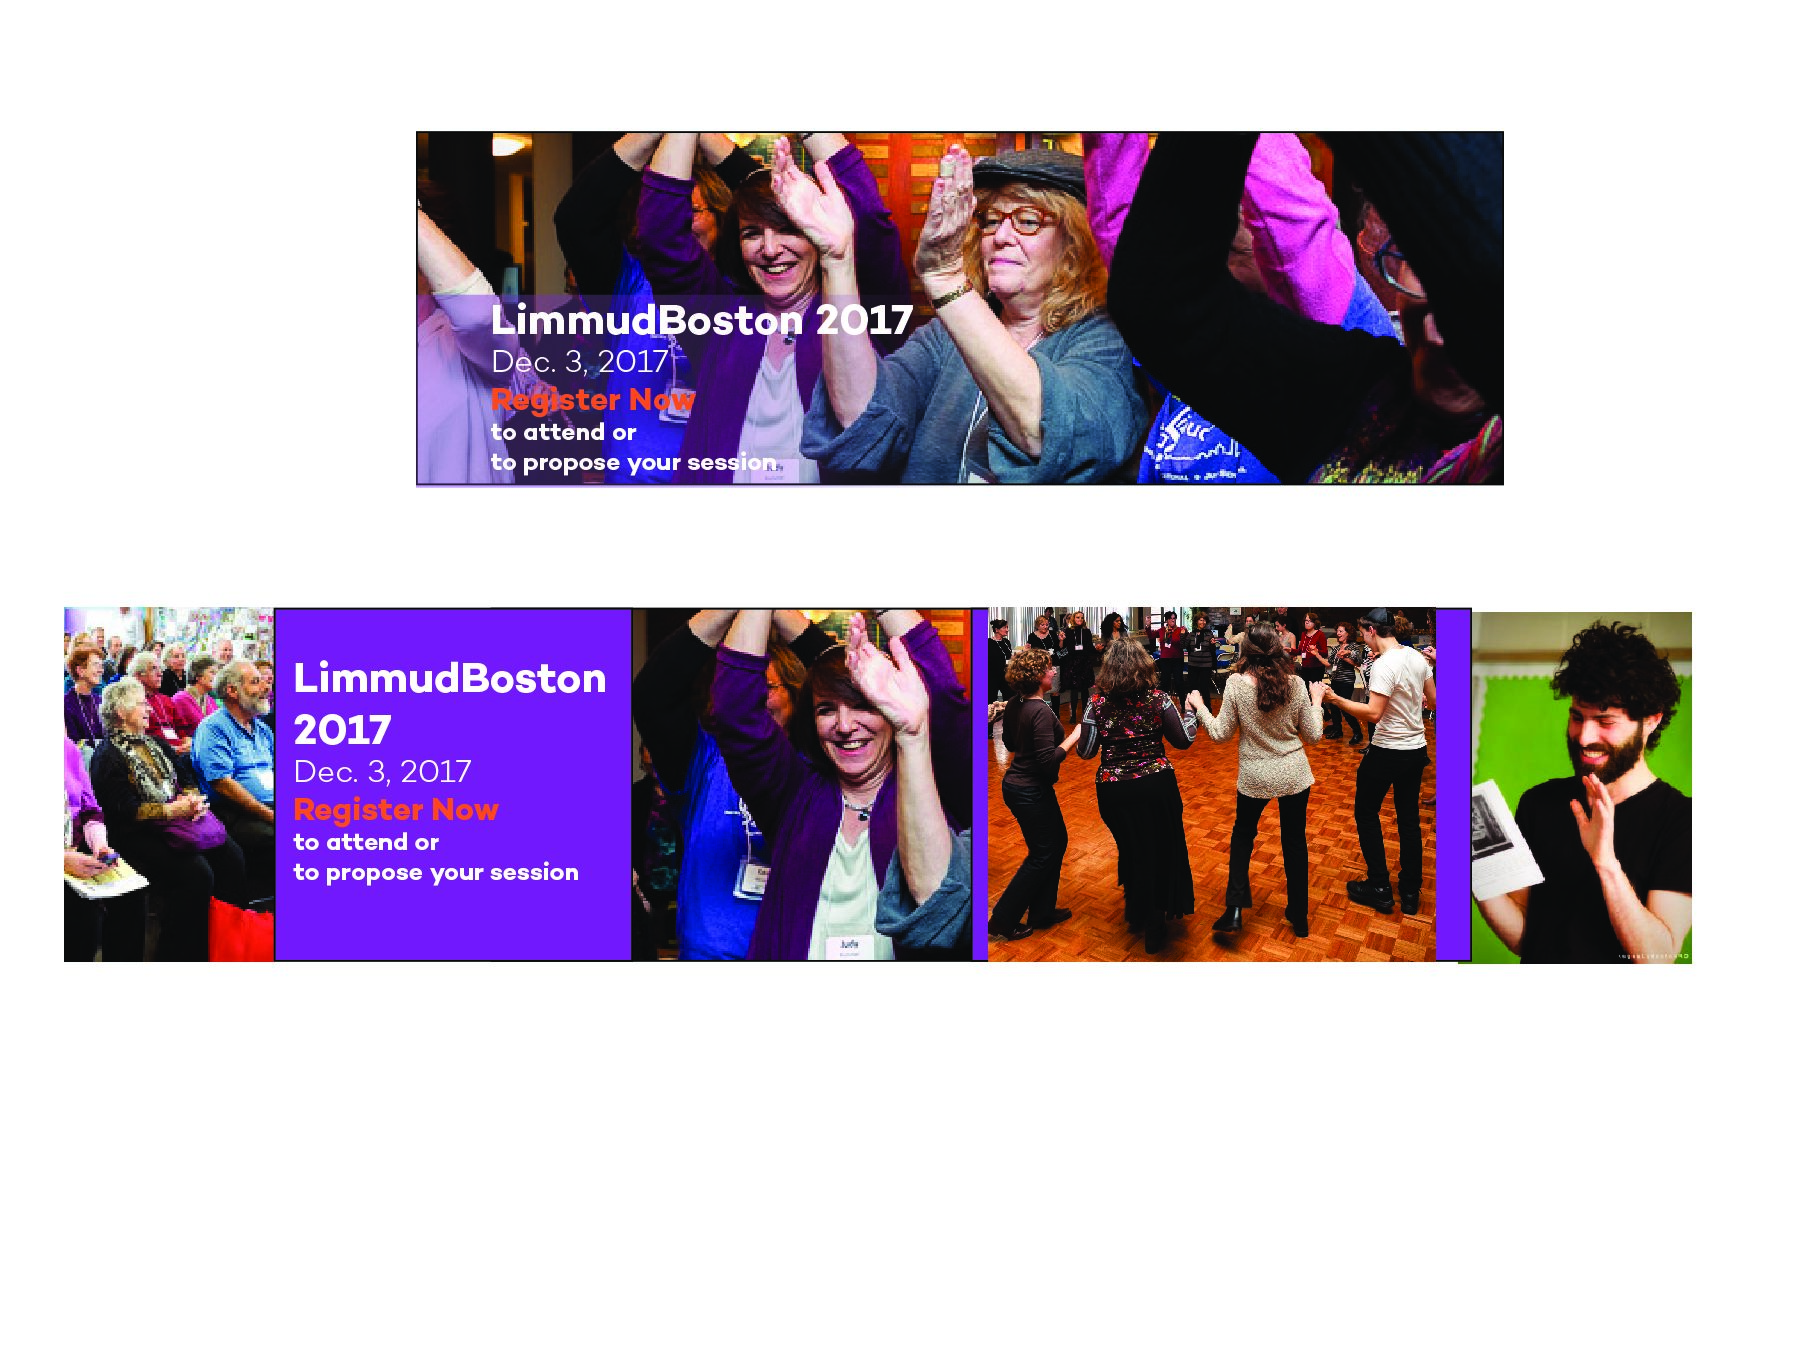 LimmudBoston 2017
Dec. 3, 2017
Register Now
to attend or
to propose your session
LimmudBoston
2017
Dec. 3, 2017
Register Now
to attend or
to propose your session